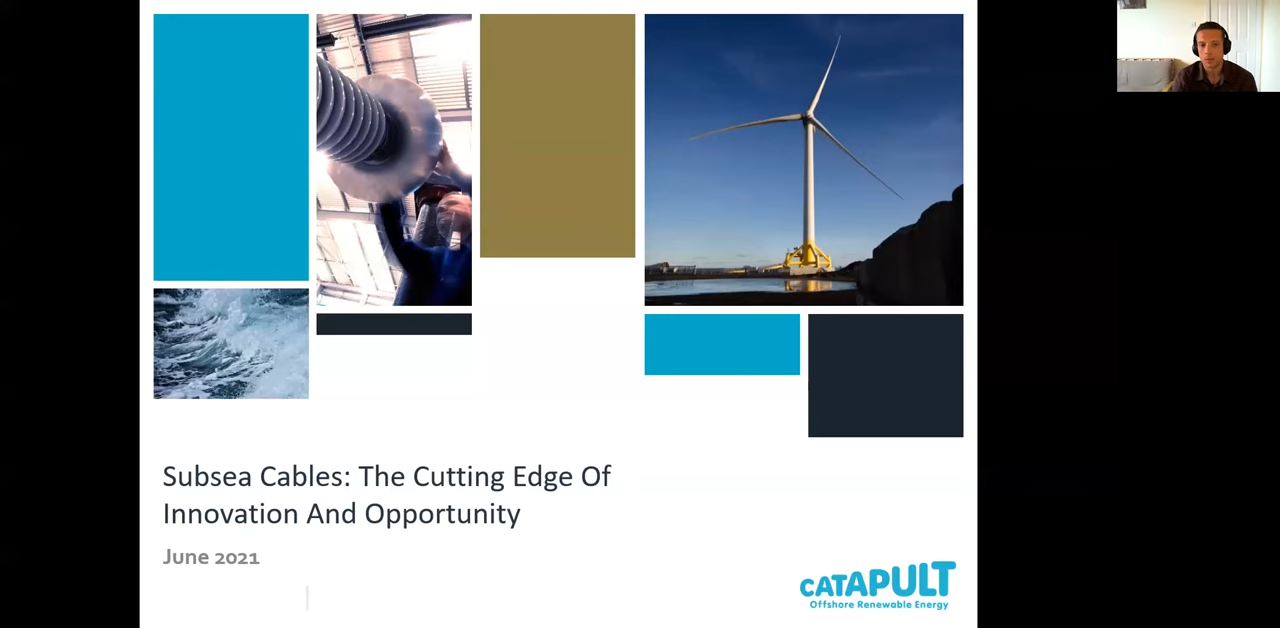 Subsea Cables: The Cutting Edge Of
Innovation And Opportunity
June 2021
CATAPULT
Offshore Renewable Energy